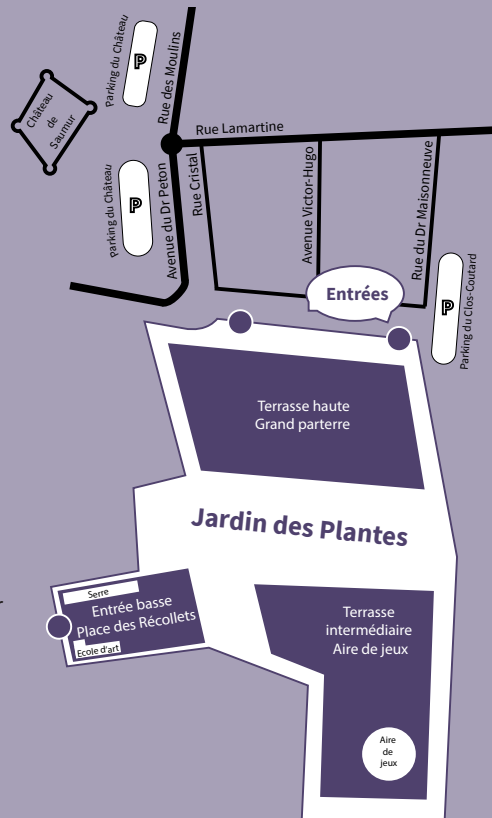 Parking du Château
P
Rue des Moulins
Château
de
Saumur
Rue Lamartine
Parking du Château
P
Avenue du Dr Peton
Rue Cristal
Avenue Victor-Hugo
Rue du Dr Maisonneuve
Entrées
P
Parking du Clos-Coutard
Terrasse haute
Grand parterre
Jardin des Plantes
Serre
Entrée basse
Place des Récollets
Ecole d'art
Terrasse
intermédiaire
Aire de jeux
Aire
de
jeux